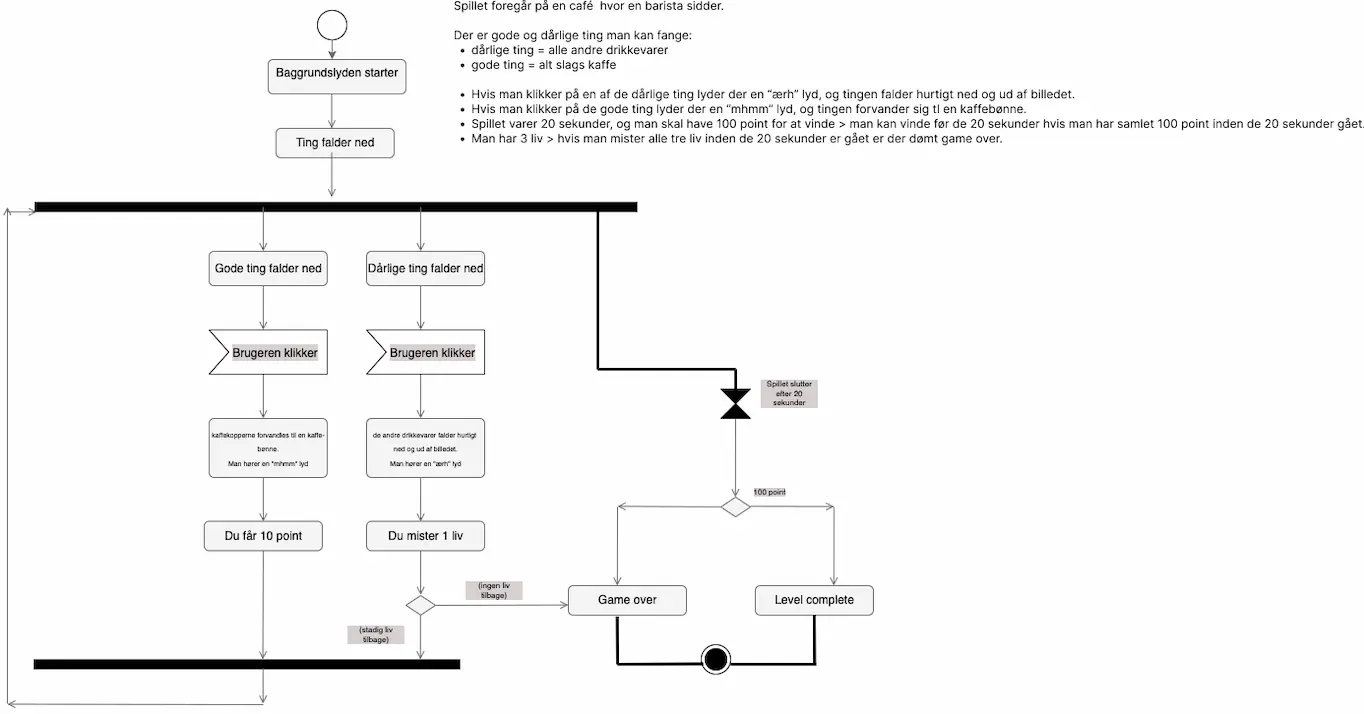 Spillet foregår på en café hvor en barista sidder.
Der er gode og dårlige ting man kan fange:
• dårlige ting = alle andre drikkevarer
• gode ting = alt slags kaffe
• Hvis man klikker på en af de dårlige ting lyder der en “ærh” lyd, og tingen falder hurtigt ned og ud af billedet.
• Hvis man klikker på de gode ting lyder der en “mhmm” lyd, og tingen forvander sig tl en kaffebønne.
• Spillet varer 20 sekunder, og man skal have 100 point for at vinde > man kan vinde før de 20 sekunder hvis man har samlet 100 point inden de 20 sekunder gået.
• Man har 3 liv > hvis man mister alle tre liv inden de 20 sekunder er gået er der dømt game over.
Baggrundslyden starter
Ting falder ned
Gode ting falder ned
Dårlige ting falder ned
Brugeren klikker
Brugeren klikker
Spillet slutter
efter 20
sekunder
kaffekopperne forvandles til en kaffe-
bønne.
Man hører en "mhmm" lyd
de andre drikkevarer falder hurtigt
ned og ud af billedet.
Man hører en "ærh" lyd
100 point
Du får 10 point
Du mister 1 liv
(ingen liv
tilbage)
Game over
Level complete
(stadig liv
tilbage)